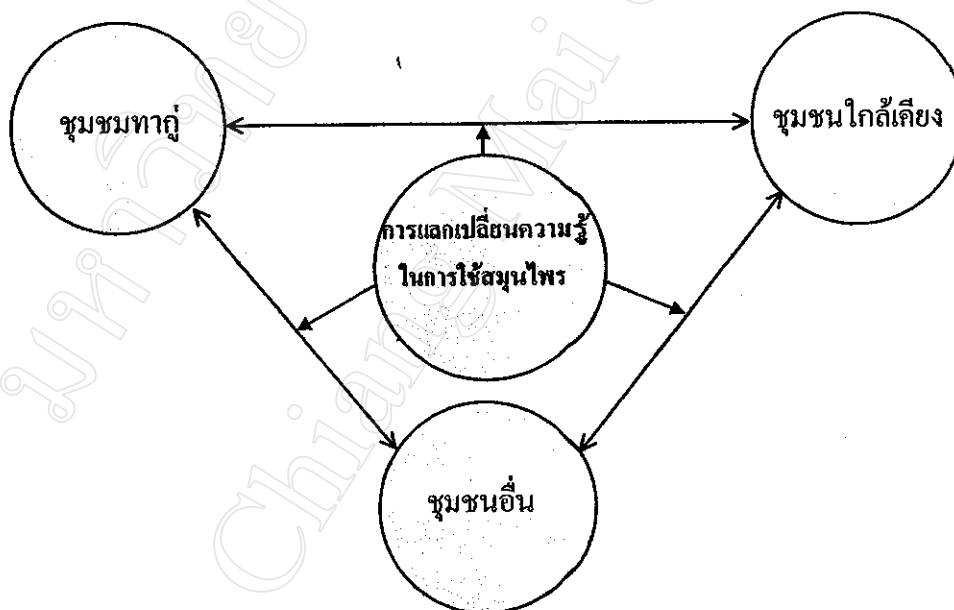 ชุมชมทากู่
ชุมชนใกล้เคียง
การแลกเปลี่ยนความรู้
ในการใช้สมุนไพร
ชุมชนอื่น
Chiang Mai